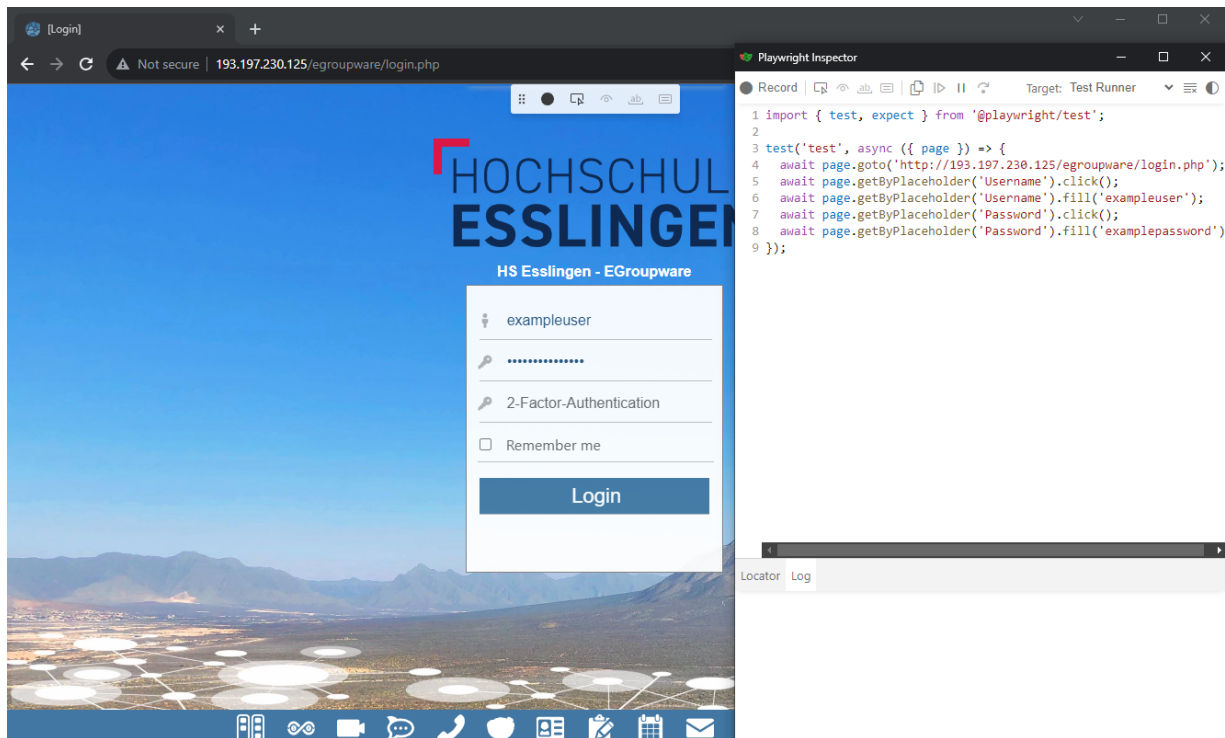 [Login]
Not secure | 193.197.230.125/egroupware/login.php
HOCHSCHUL
ESSLINGEN
HS Esslingen - EGroupware
exampleuser
•••••••••••••••
2-Factor-Authentication
Remember me
Login
Playwright Inspector
Record
Target: Test Runner
1 import { test, expect } from '@playwright/test';
2
3 test('test', async ({ page }) => {
4   await page.goto('http://193.197.230.125/egroupware/login.php');
5   await page.getByPlaceholder('Username').click();
6   await page.getByPlaceholder('Username').fill('exampleuser');
7   await page.getByPlaceholder('Password').click();
8   await page.getByPlaceholder('Password').fill('examplepassword')
9 });
Locator Log